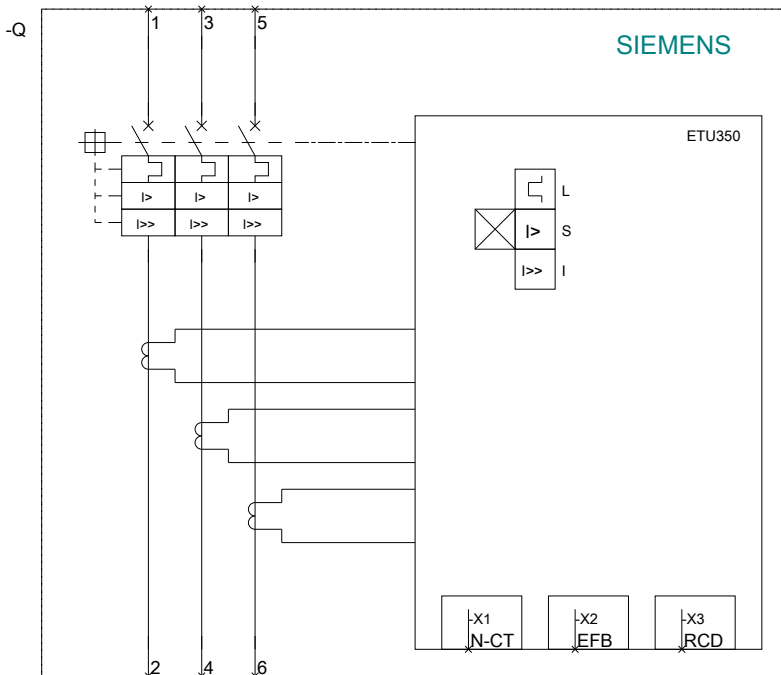 -Q
1 3 5
SIEMENS
ETU350
L
I> I> I>
I> S
I>> I>> I>>
I>> I
-X1 -X2 -X3
N-CT EFB RCD
2 4 6